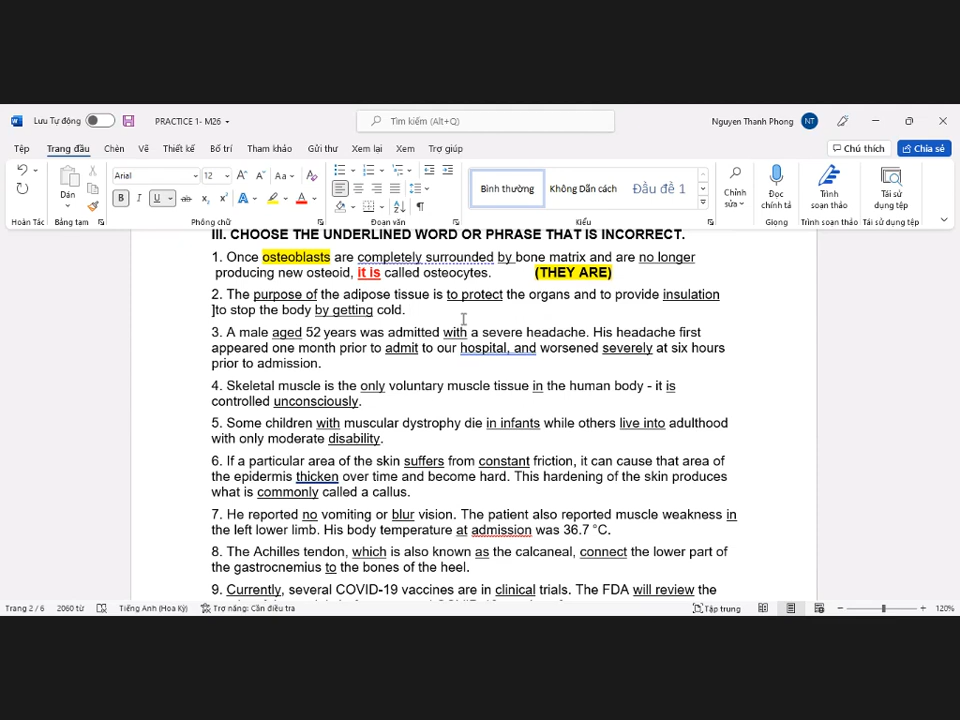 Lưu Tự động
PRACTICE 1- M26
Tìm kiếm (Alt+Q)
Nguyen Thanh Phong
NT
Tệp
Trang đầu
Chèn
Vẽ
Thiết kế
Bố trí
Tham khảo
Gửi thư
Xem lại
Xem
Trợ giúp
Chú thích
Chia sẻ
Dán
Arial
12
Bình thường
Không Dãn cách
Đầu đề 1
Chỉnh sửa
Đọc chính tả
Trình soạn thảo
Tái sử dụng tệp
Hoàn Tác
Bảng tạm
Phông chữ
Đoạn văn
Kiểu
Giọng
Trình soạn thảo
Tái sử dụng tệp
III. CHOOSE THE UNDERLINED WORD OR PHRASE THAT IS INCORRECT.
1. Once osteoblasts are completely surrounded by bone matrix and are no longer
producing new osteoid, it is called osteocytes. (THEY ARE)
2. The purpose of the adipose tissue is to protect the organs and to provide insulation
]to stop the body by getting cold.
3. A male aged 52 years was admitted with a severe headache. His headache first
appeared one month prior to admit to our hospital, and worsened severely at six hours
prior to admission.
4. Skeletal muscle is the only voluntary muscle tissue in the human body - it is
controlled unconsciously.
5. Some children with muscular dystrophy die in infants while others live into adulthood
with only moderate disability.
6. If a particular area of the skin suffers from constant friction, it can cause that area of
the epidermis thicken over time and become hard. This hardening of the skin produces
what is commonly called a callus.
7. He reported no vomiting or blur vision. The patient also reported muscle weakness in
the left lower limb. His body temperature at admission was 36.7 °C.
8. The Achilles tendon, which is also known as the calcaneal, connect the lower part of
the gastrocnemius to the bones of the heel.
9. Currently, several COVID-19 vaccines are in clinical trials. The FDA will review the
Trang 2 / 6
2060 từ
Tiếng Anh (Hoa Kỳ)
Trợ năng: Cần điều tra
Tập trung
120%